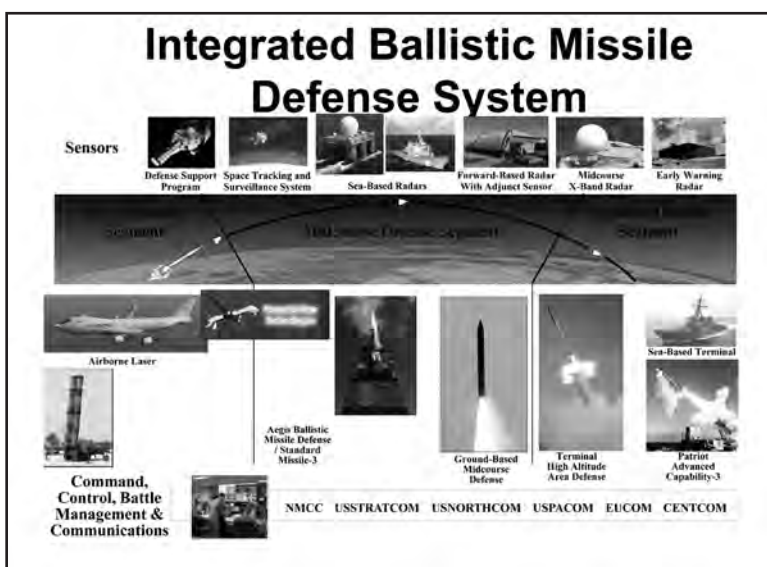 Integrated Ballistic Missile
Defense System
Sensors
Defense Support
Program
Space Tracking and
Surveillance System
Sea-Based Radars
Forward-Based Radar
With Adjunct Sensor
Midcourse
X-Band Radar
Early Warning
Radar
Segment
Midcourse Defense Segment
Segment
Airborne Laser
Sea-Based Terminal
Aegis Ballistic
Missile Defense
/ Standard
Missile-3
Ground-Based
Midcourse
Defense
Terminal
High Altitude
Area Defense
Patriot
Advanced
Capability-3
Command,
Control, Battle
Management &
Communications
NMCC USSTRATCOM USNORTHCOM USPACOM EUCOM CENTCOM